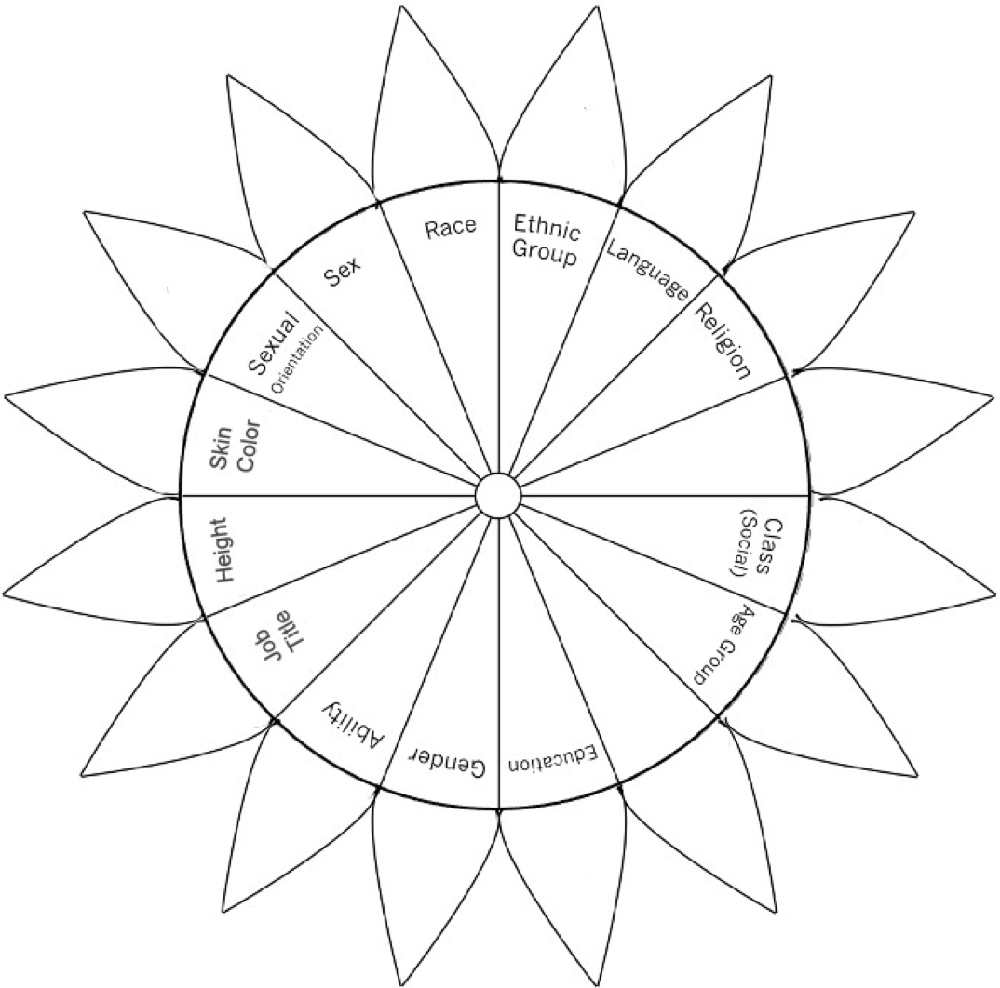 Race
Ethnic
Group
Language
Religion
Class
(Social)
Age Group
Education
Gender
Ability
Job
Title
Height
Skin
Color
Sexual
Orientation
Sex